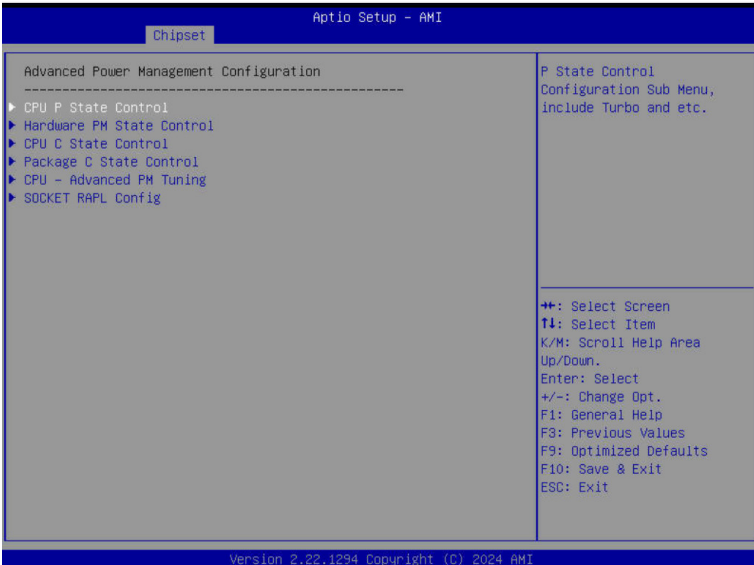 Aptio Setup – AMI
Chipset
Advanced Power Management Configuration
--------------------------------------------------
▶ CPU P State Control
▶ Hardware PM State Control
▶ CPU C State Control
▶ Package C State Control
▶ CPU – Advanced PM Tuning
▶ SOCKET RAPL Config
P State Control
Configuration Sub Menu,
include Turbo and etc.
→←: Select Screen
↑↓: Select Item
K/M: Scroll Help Area
Up/Down.
Enter: Select
+/-: Change Opt.
F1: General Help
F3: Previous Values
F9: Optimized Defaults
F10: Save & Exit
ESC: Exit
Version 2.22.1294 Copyright (C) 2024 AMI